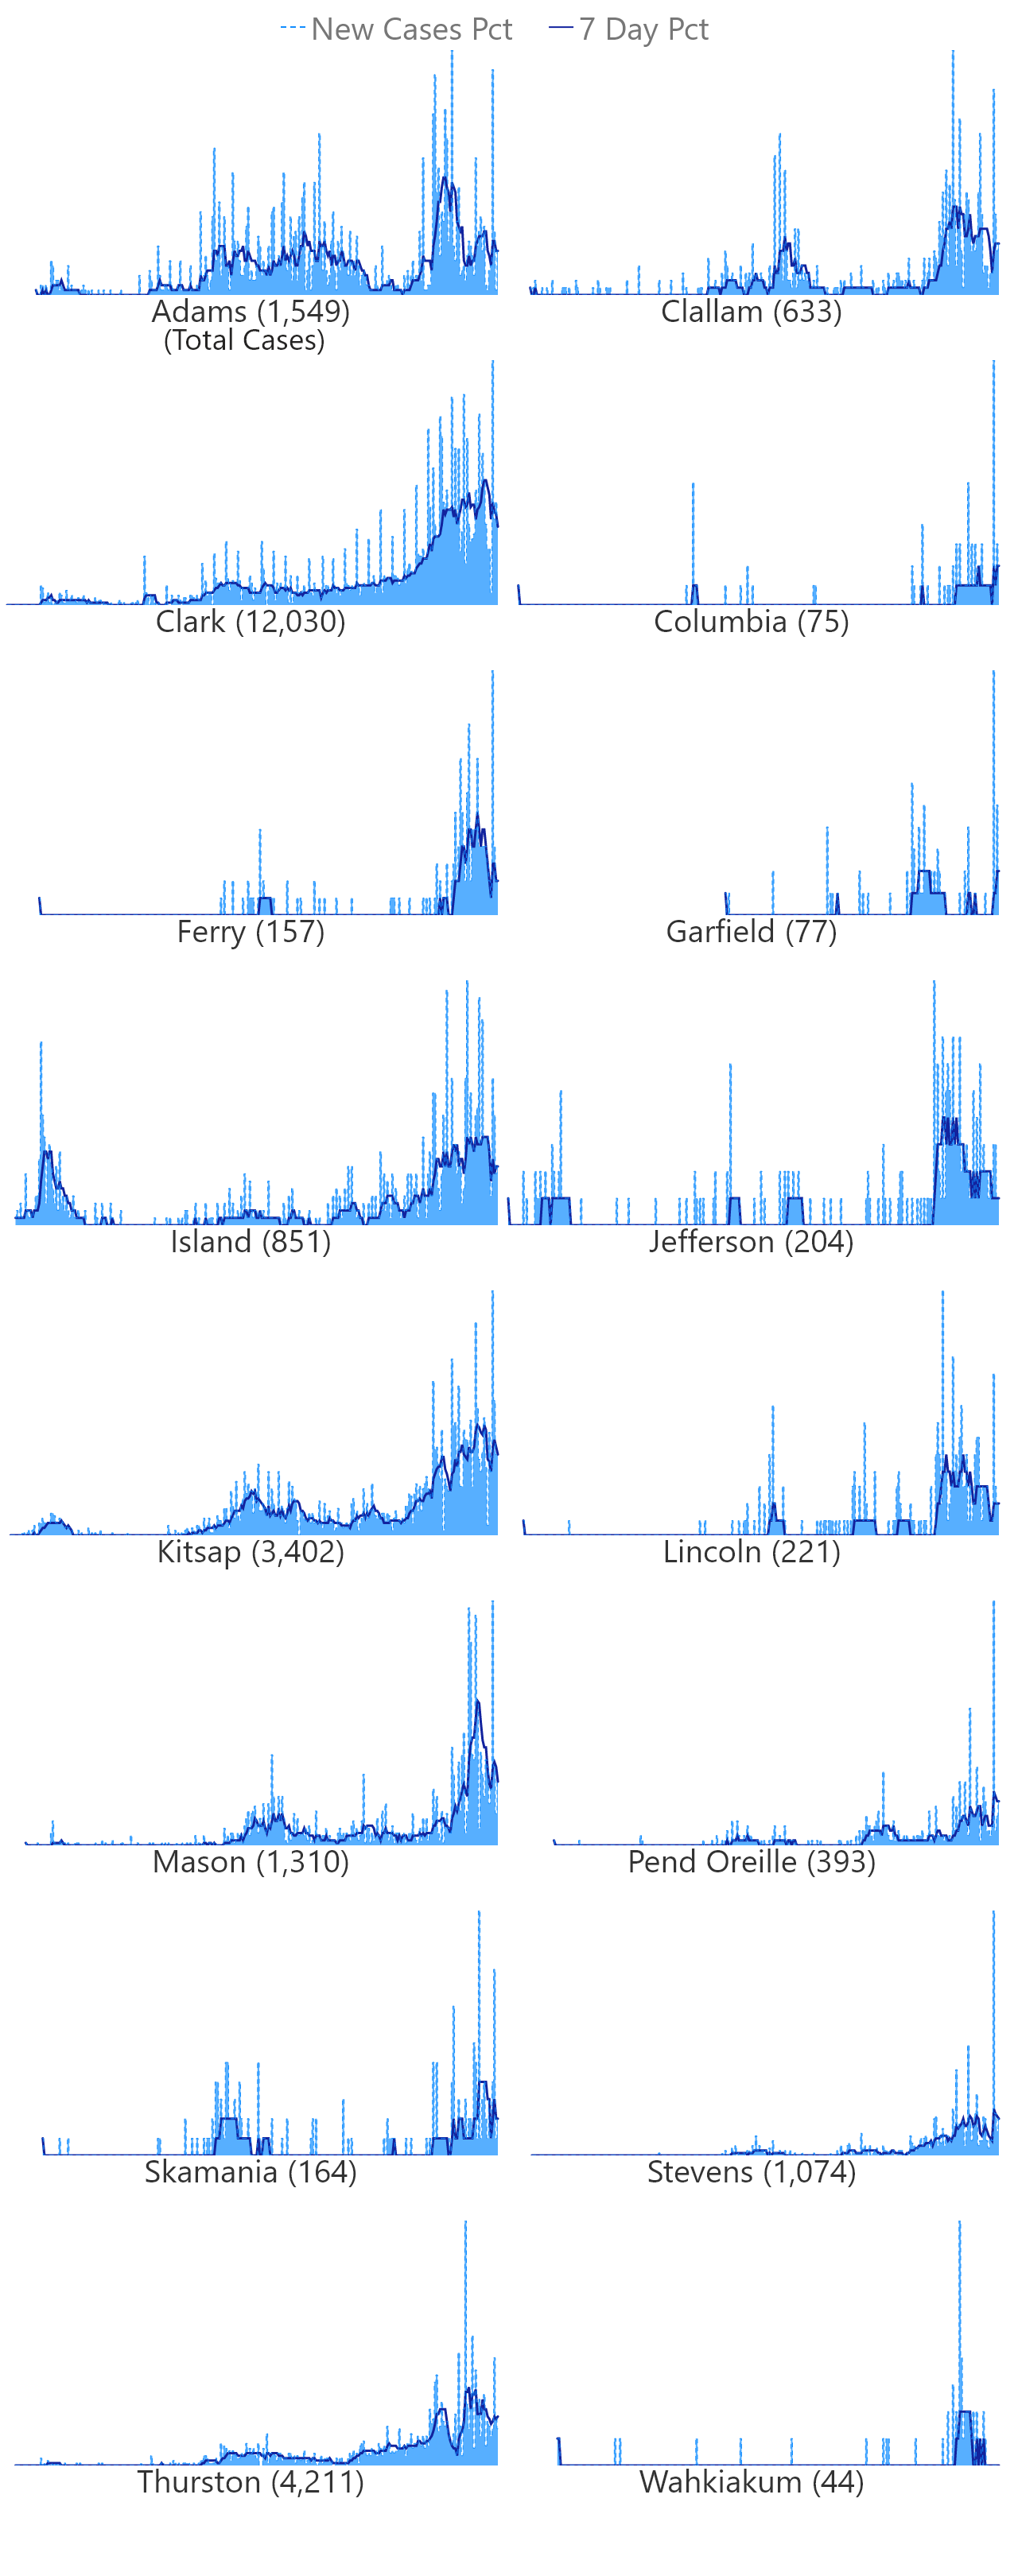 New Cases Pct 7 Day Pct
Adams (1,549)
(Total Cases)
Clallam (633)
Clark (12,030)
Columbia (75)
Ferry (157)
Garfield (77)
Island (851)
Jefferson (204)
Kitsap (3,402)
Lincoln (221)
Mason (1,310)
Pend Oreille (393)
Skamania (164)
Stevens (1,074)
Thurston (4,211)
Wahkiakum (44)